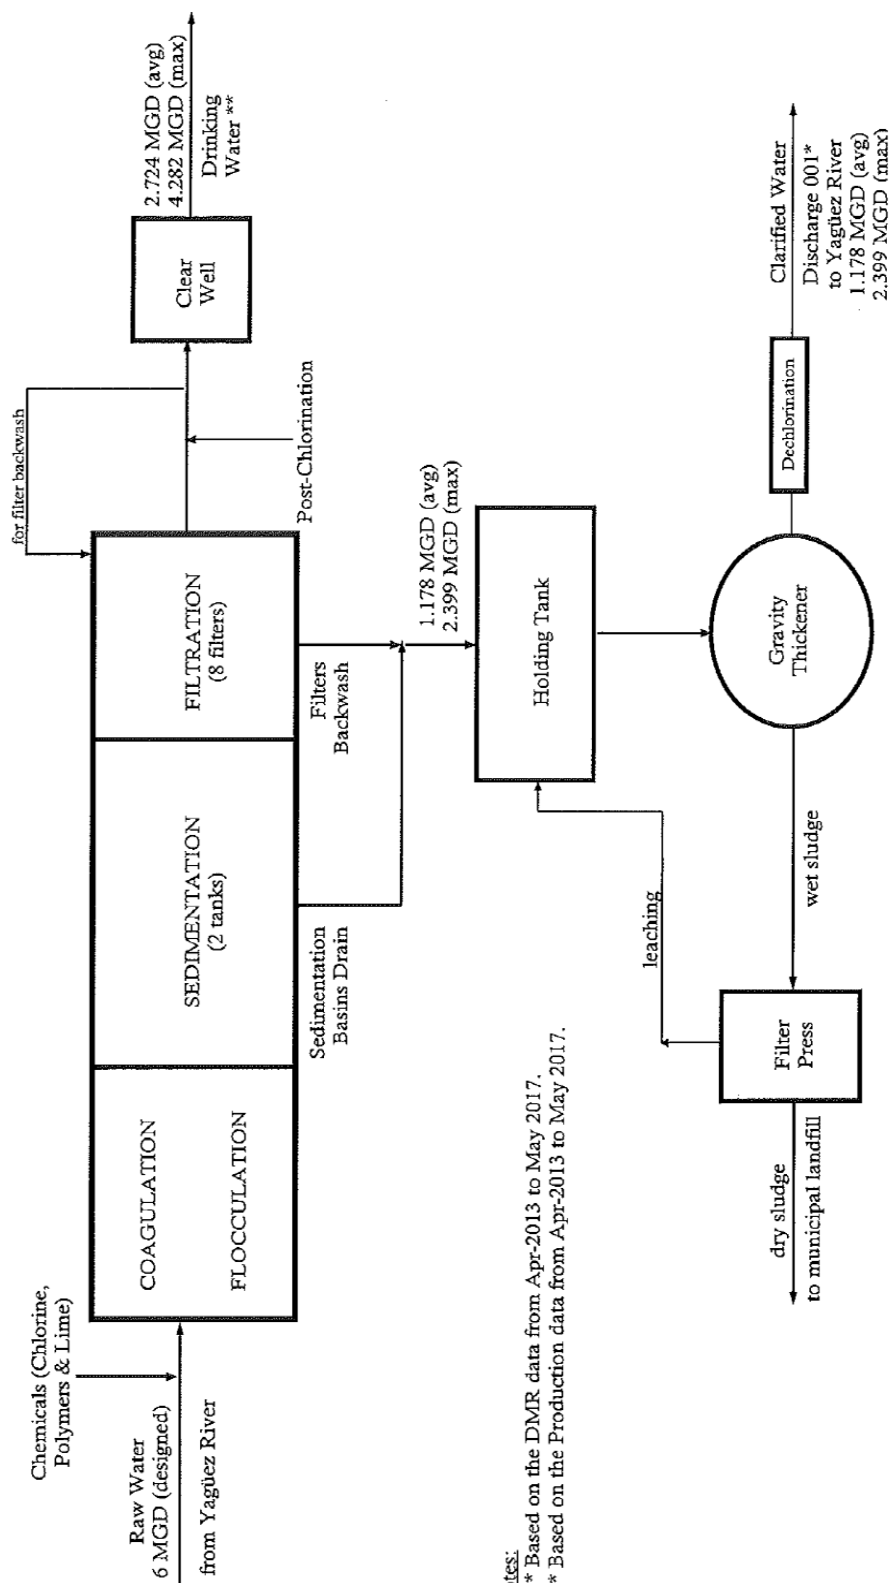 Chemicals (Chlorine,
Polymers & Lime)
Raw Water
6 MGD (designed)
from Yagüez River
COAGULATION
FLOCCULATION
SEDIMENTATION
(2 tanks)
FILTRATION
(8 filters)
for filter backwash
Post-Chlorination
Clear
Well
2.724 MGD (avg)
4.282 MGD (max)
Drinking
Water **
Sedimentation
Basins Drain
Filters
Backwash
1.178 MGD (avg)
2.399 MGD (max)
Holding Tank
leaching
Gravity
Thickener
Dechlorination
Clarified Water
Discharge 001*
to Yagüez River
1.178 MGD (avg)
2.399 MGD (max)
wet sludge
Filter
Press
dry sludge
to municipal landfill
tes:
* Based on the DMR data from Apr-2013 to May 2017.
* Based on the Production data from Apr-2013 to May 2017.